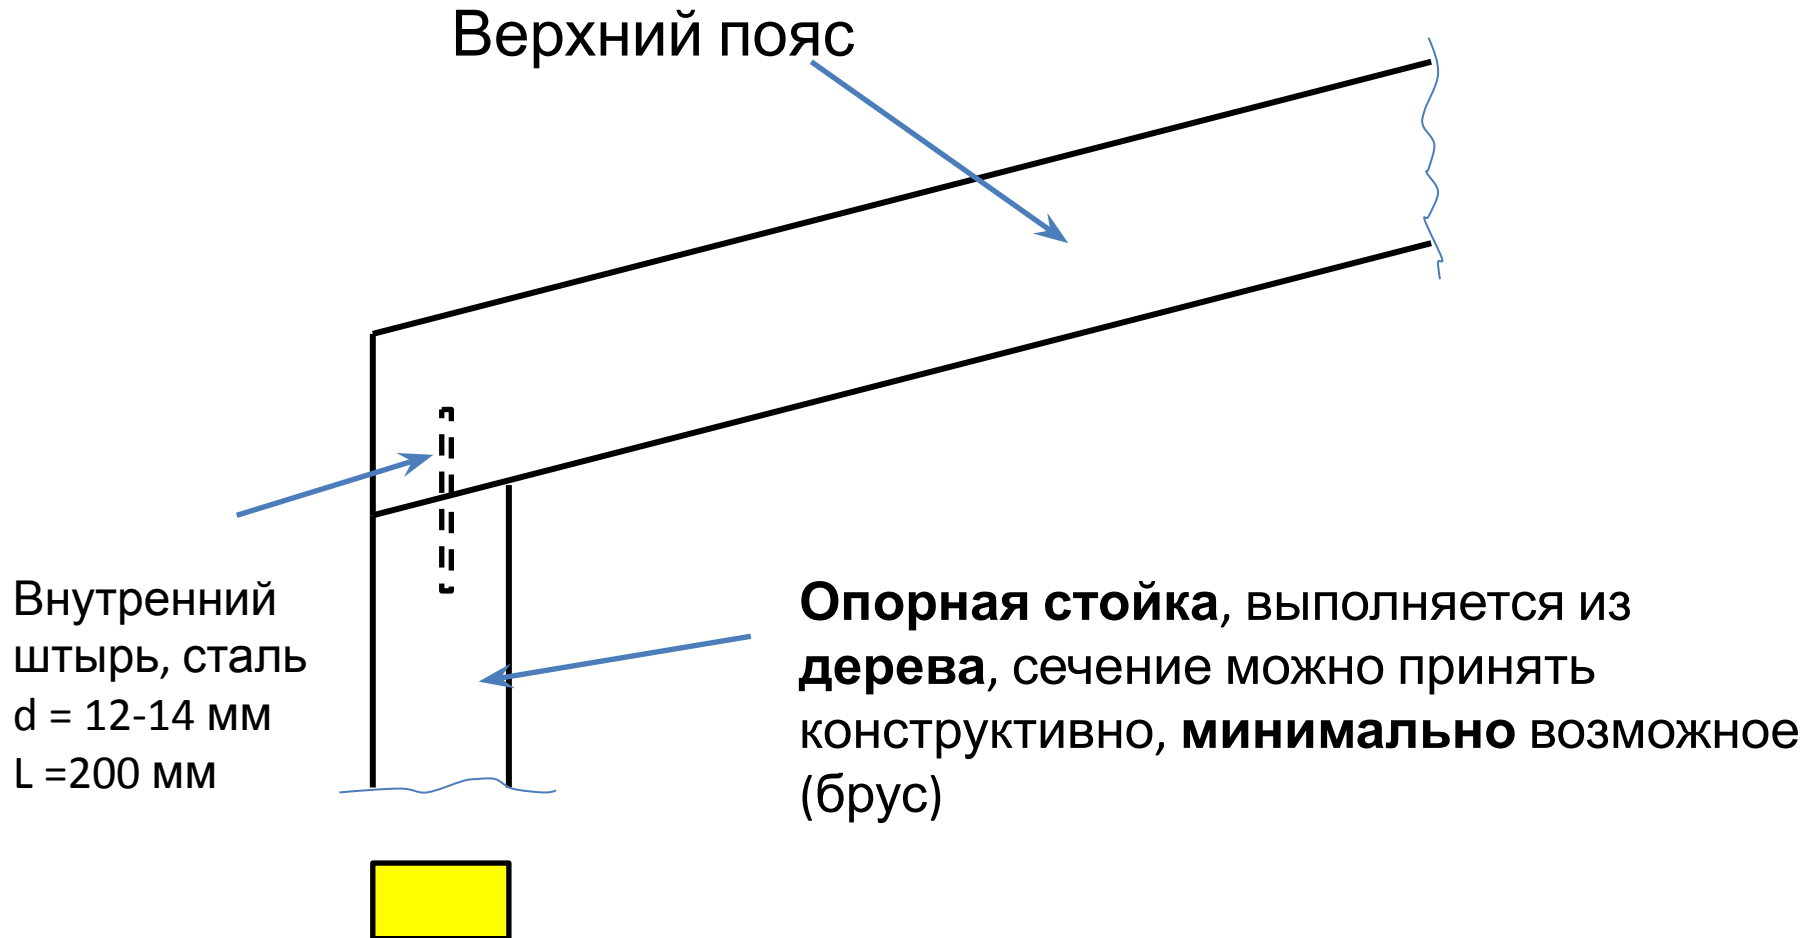 Верхний пояс
Внутренний
штырь, сталь
d = 12-14 мм
L =200 мм
Опорная стойка, выполняется из
дерева, сечение можно принять
конструктивно, минимально возможное
(брус)